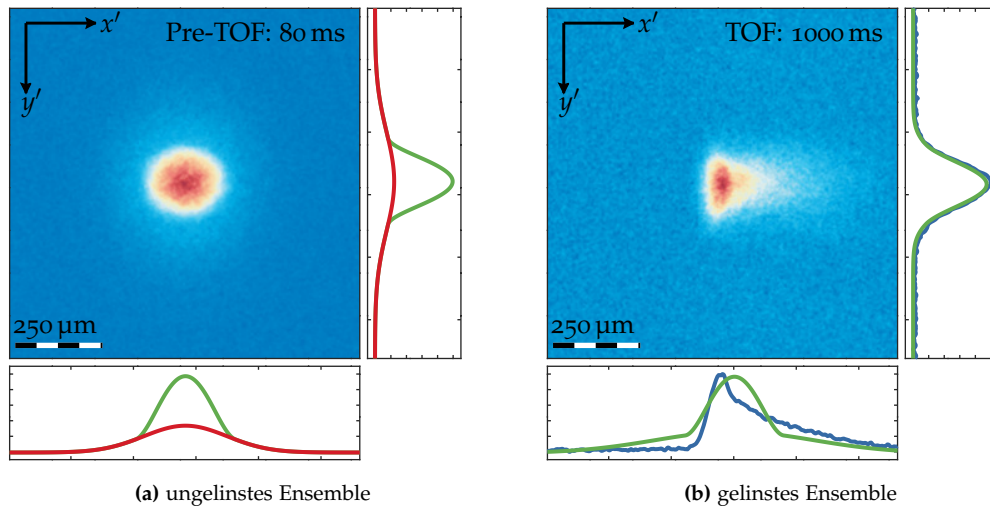 x′
Pre-TOF: 80 ms
y′
250 µm
(a) ungelinstes Ensemble
x′
TOF: 1000 ms
y′
250 µm
(b) gelinstes Ensemble